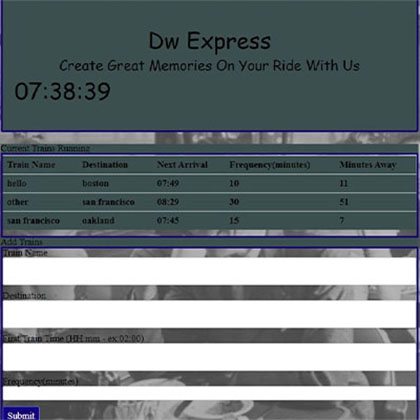 Dw Express
Create Great Memories On Your Ride With Us
07:38:39
Current Trains Running
Train Name Destination Next Arrival Frequency(minutes) Minutes Away
hello boston 07:49 10 11
other san francisco 08:29 30 51
san francisco oakland 07:45 15 7
Add Trains
Train Name
Destination
First Train Time (HH:mm - ex:02:00)
Frequency(minutes)
Submit